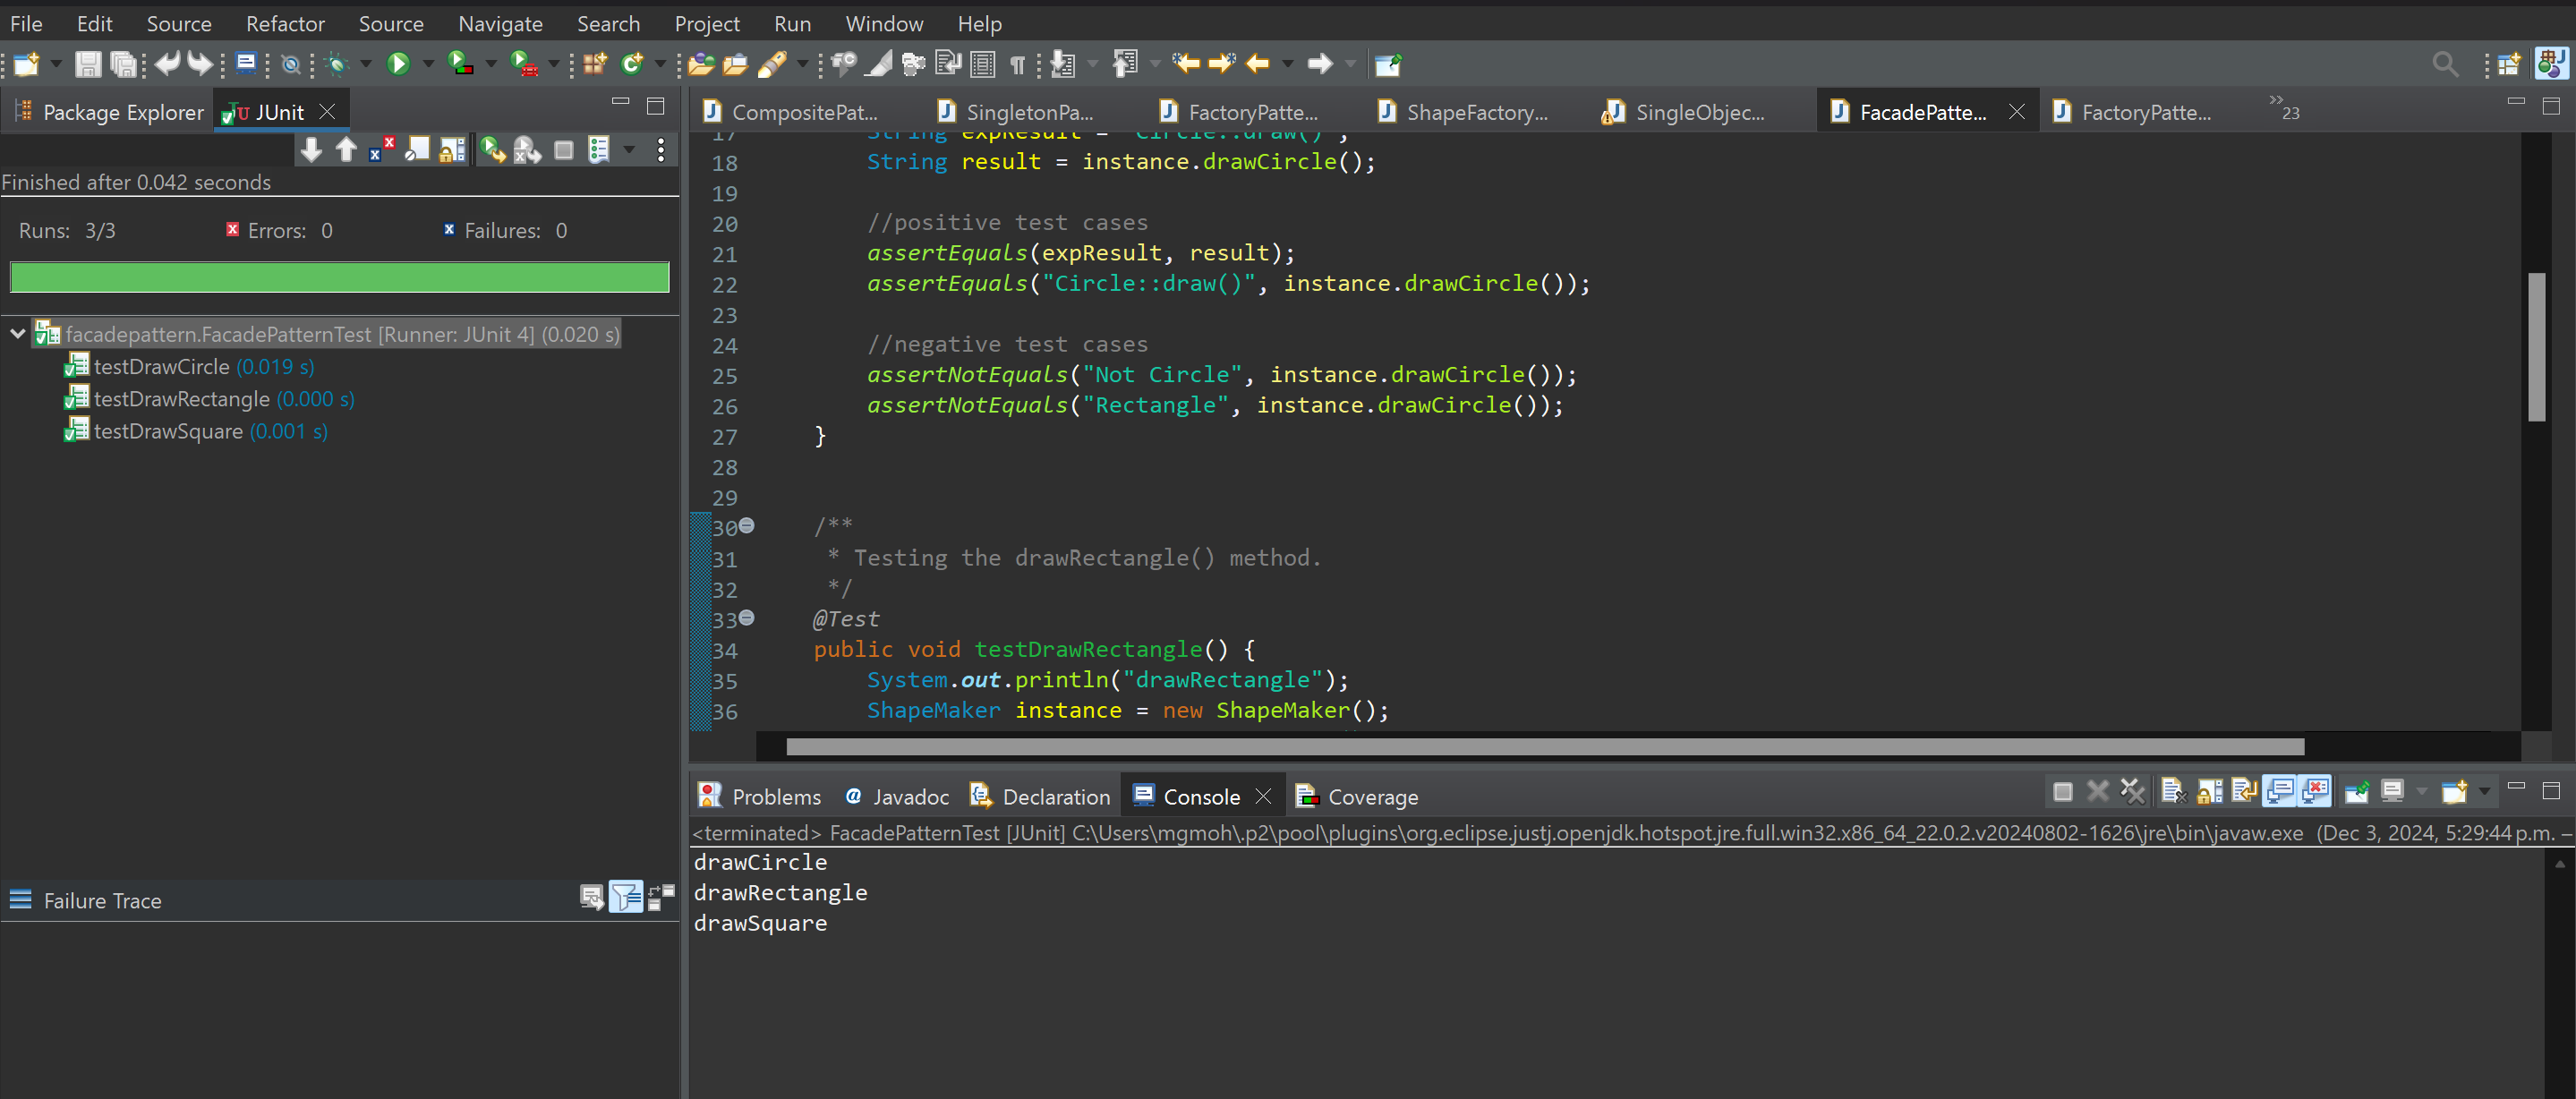 File Edit Source Refactor Source Navigate Search Project Run Window Help
Package Explorer JUnit
Finished after 0.042 seconds
Runs: 3/3 Errors: 0 Failures: 0
facadepattern.FacadePatternTest [Runner: JUnit 4] (0.020 s)
testDrawCircle (0.019 s)
testDrawRectangle (0.000 s)
testDrawSquare (0.001 s)
Failure Trace
CompositePat... SingletonPa... FactoryPatte... ShapeFactory... SingleObjec... FacadePatte... FactoryPatte... 23
17 String expResult = "Circle::draw()";
18 String result = instance.drawCircle();
19
20 //positive test cases
21 assertEquals(expResult, result);
22 assertEquals("Circle::draw()", instance.drawCircle());
23
24 //negative test cases
25 assertNotEquals("Not Circle", instance.drawCircle());
26 assertNotEquals("Rectangle", instance.drawCircle());
27 }
28
29
30 /**
31 * Testing the drawRectangle() method.
32 */
33 @Test
34 public void testDrawRectangle() {
35 System.out.println("drawRectangle");
36 ShapeMaker instance = new ShapeMaker();
Problems Javadoc Declaration Console Coverage
<terminated> FacadePatternTest [JUnit] C:\Users\mgmoh\.p2\pool\plugins\org.eclipse.justj.openjdk.hotspot.jre.full.win32.x86_64_22.0.2.v20240802-1626\jre\bin\javaw.exe (Dec 3, 2024, 5:29:44 p.m. –
drawCircle
drawRectangle
drawSquare